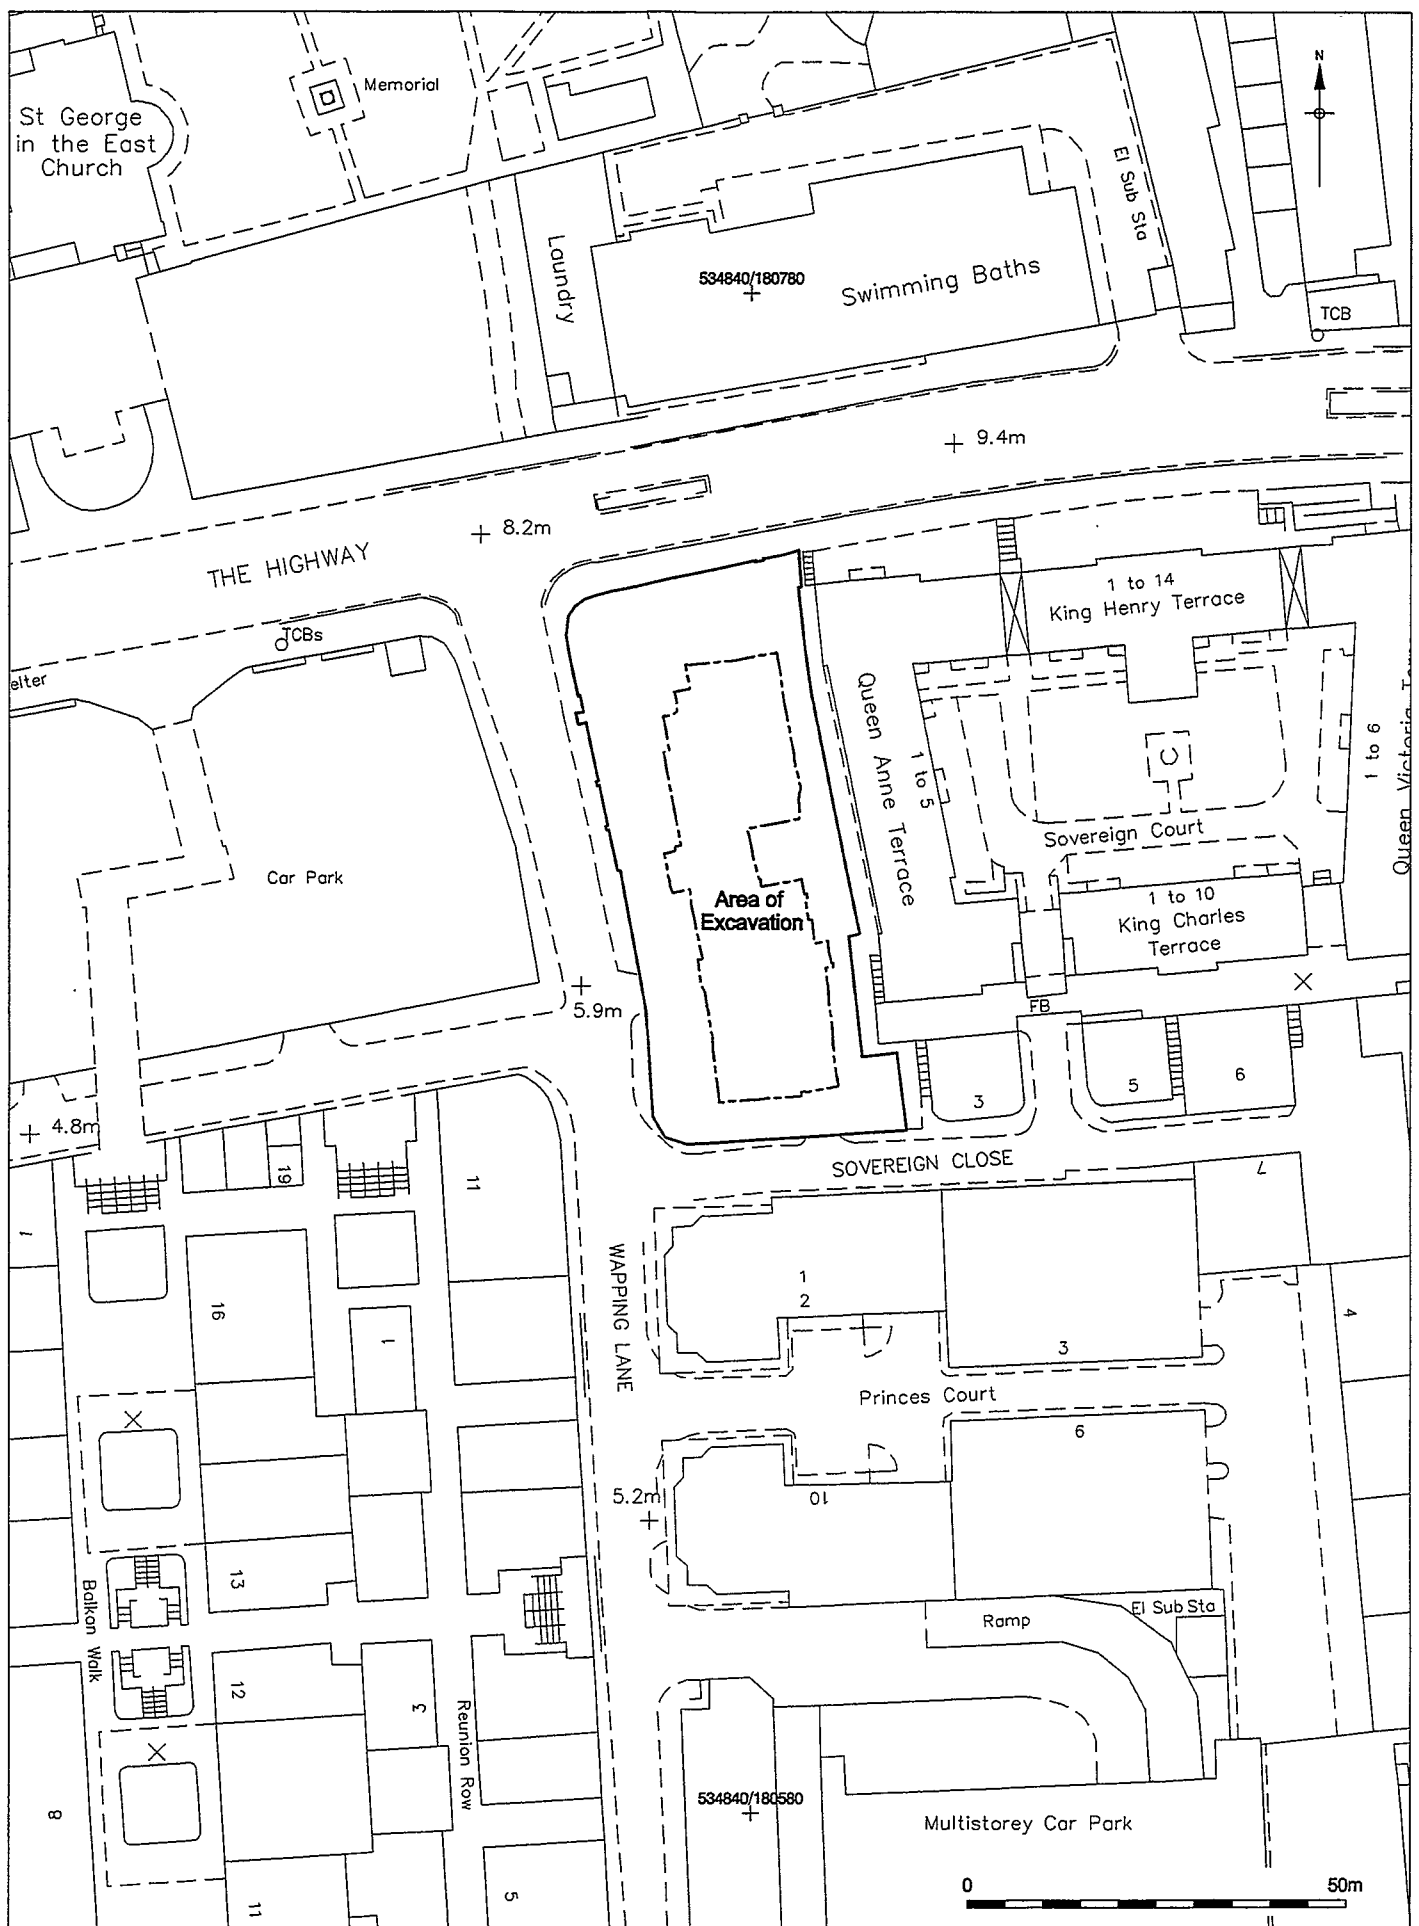 St George
in the East
Church
Memorial
N
El Sub Sta
Laundry
534840/180780
Swimming Baths
TCB
9.4m
8.2m
THE HIGHWAY
TCBs
elter
1 to 14
King Henry Terrace
Queen Anne Terrace
1 to 5
1 to 6
Sovereign Court
Car Park
Area of
Excavation
1 to 10
King Charles
Terrace
5.9m
FB
3
5
6
4.8m
SOVEREIGN CLOSE
7
19
11
1
16
1
WAPPING LANE
1
2
3
4
Princes Court
6
10
5.2m
13
Balkan Walk
12
3
Reunion Row
Ramp
El Sub Sta
534840/180580
Multistorey Car Park
8
11
5
0
50m